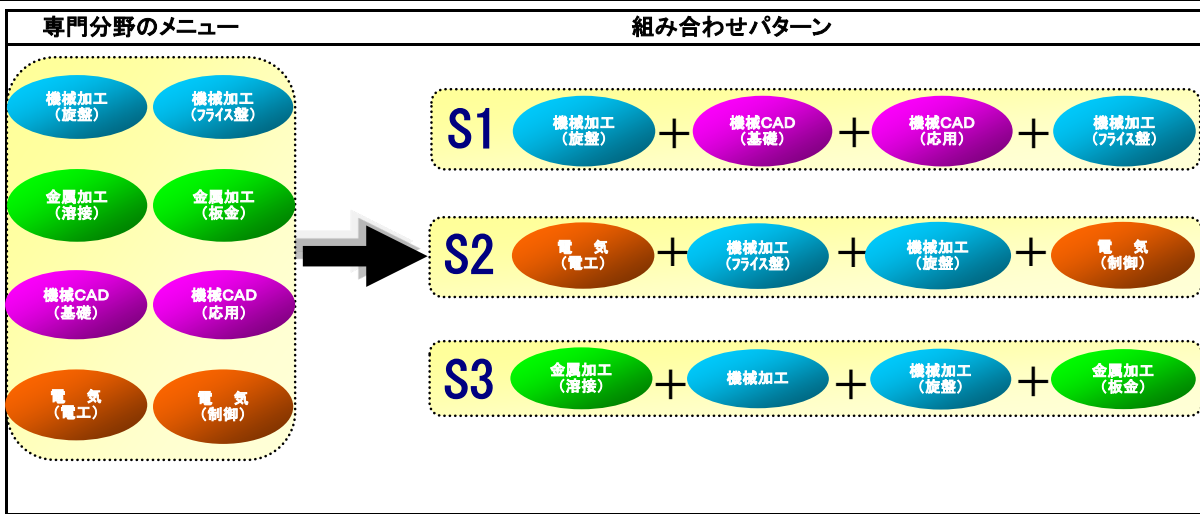 専門分野のメニュー
組み合わせパターン
機械加工
(旋盤)
機械加工
(フライス盤)
金属加工
(溶接)
金属加工
(板金)
機械CAD
(基礎)
機械CAD
(応用)
電　気
(電工)
電　気
(制御)
S1
機械加工
(旋盤)
+
機械CAD
(基礎)
+
機械CAD
(応用)
+
機械加工
(フライス盤)
S2
電　気
(電工)
+
機械加工
(フライス盤)
+
機械加工
(旋盤)
+
電　気
(制御)
S3
金属加工
(溶接)
+
機械加工
+
機械加工
(旋盤)
+
金属加工
(板金)